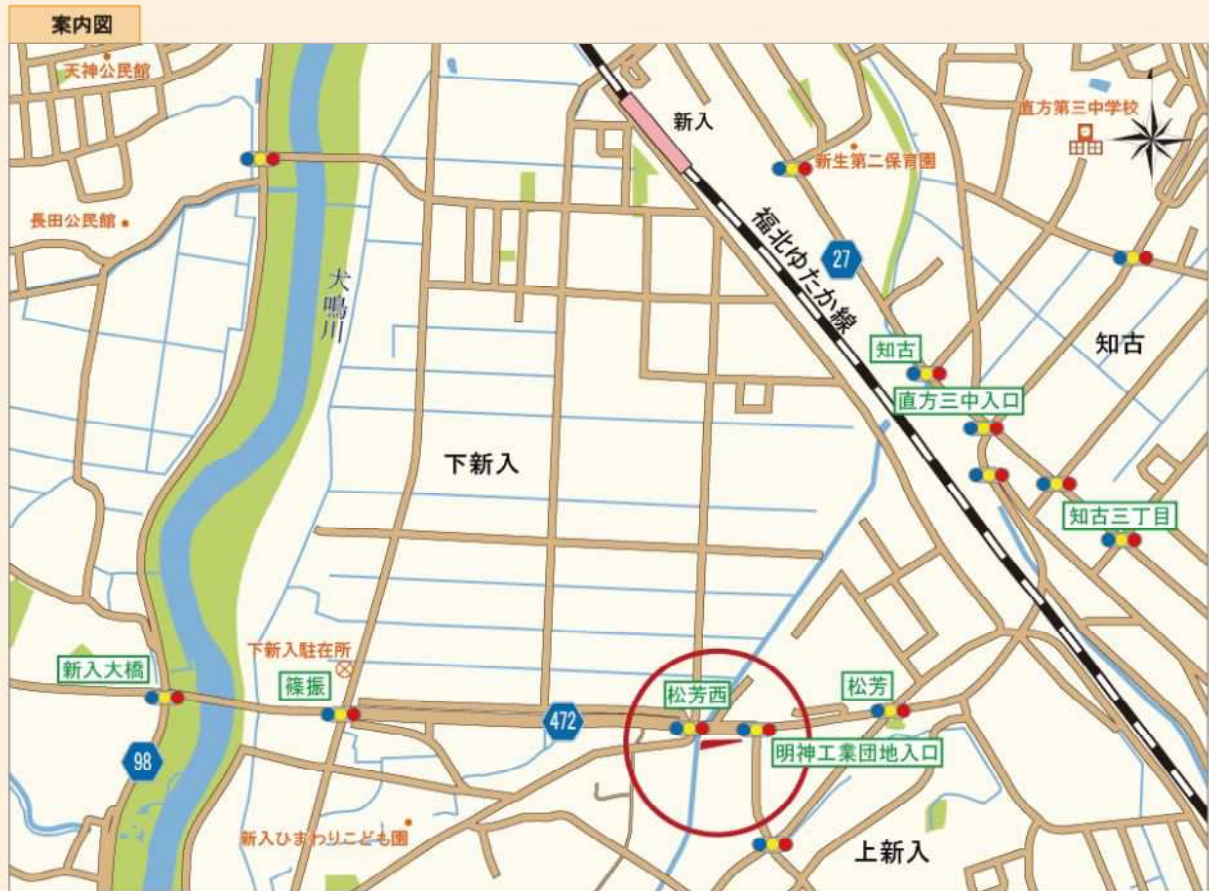 案内図
天神公民館
直方第三中学校
新入
新生第二保育園
長田公民館
27
福北ゆたか線
犬鳴川
知古
知古
直方三中入口
下新入
知古三丁目
下新入駐在所
新入大橋
篠振
松芳西
松芳
472
明神工業団地入口
98
新入ひまわりこども園
上新入